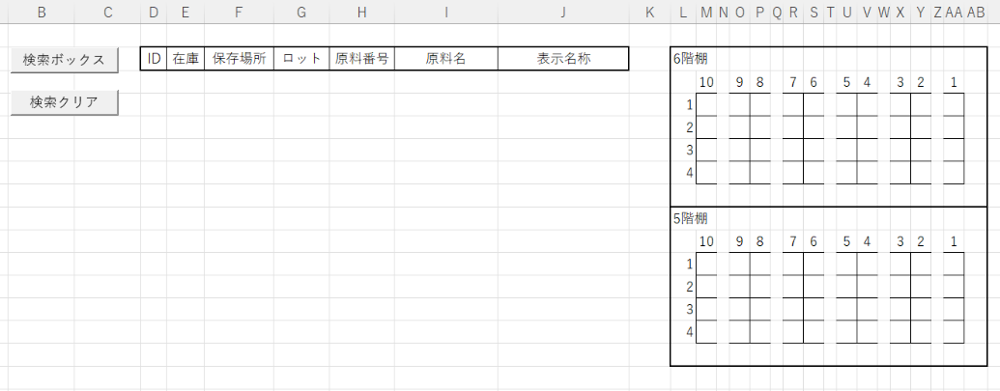 B C D E F G H I J K L M N O P Q R S T U V W X Y Z AA AB
検索ボックス
ID 在庫 保存場所 ロット 原料番号 原料名 表示名称
検索クリア
6階棚
10 9 8 7 6 5 4 3 2 1
1
2
3
4
5階棚
10 9 8 7 6 5 4 3 2 1
1
2
3
4